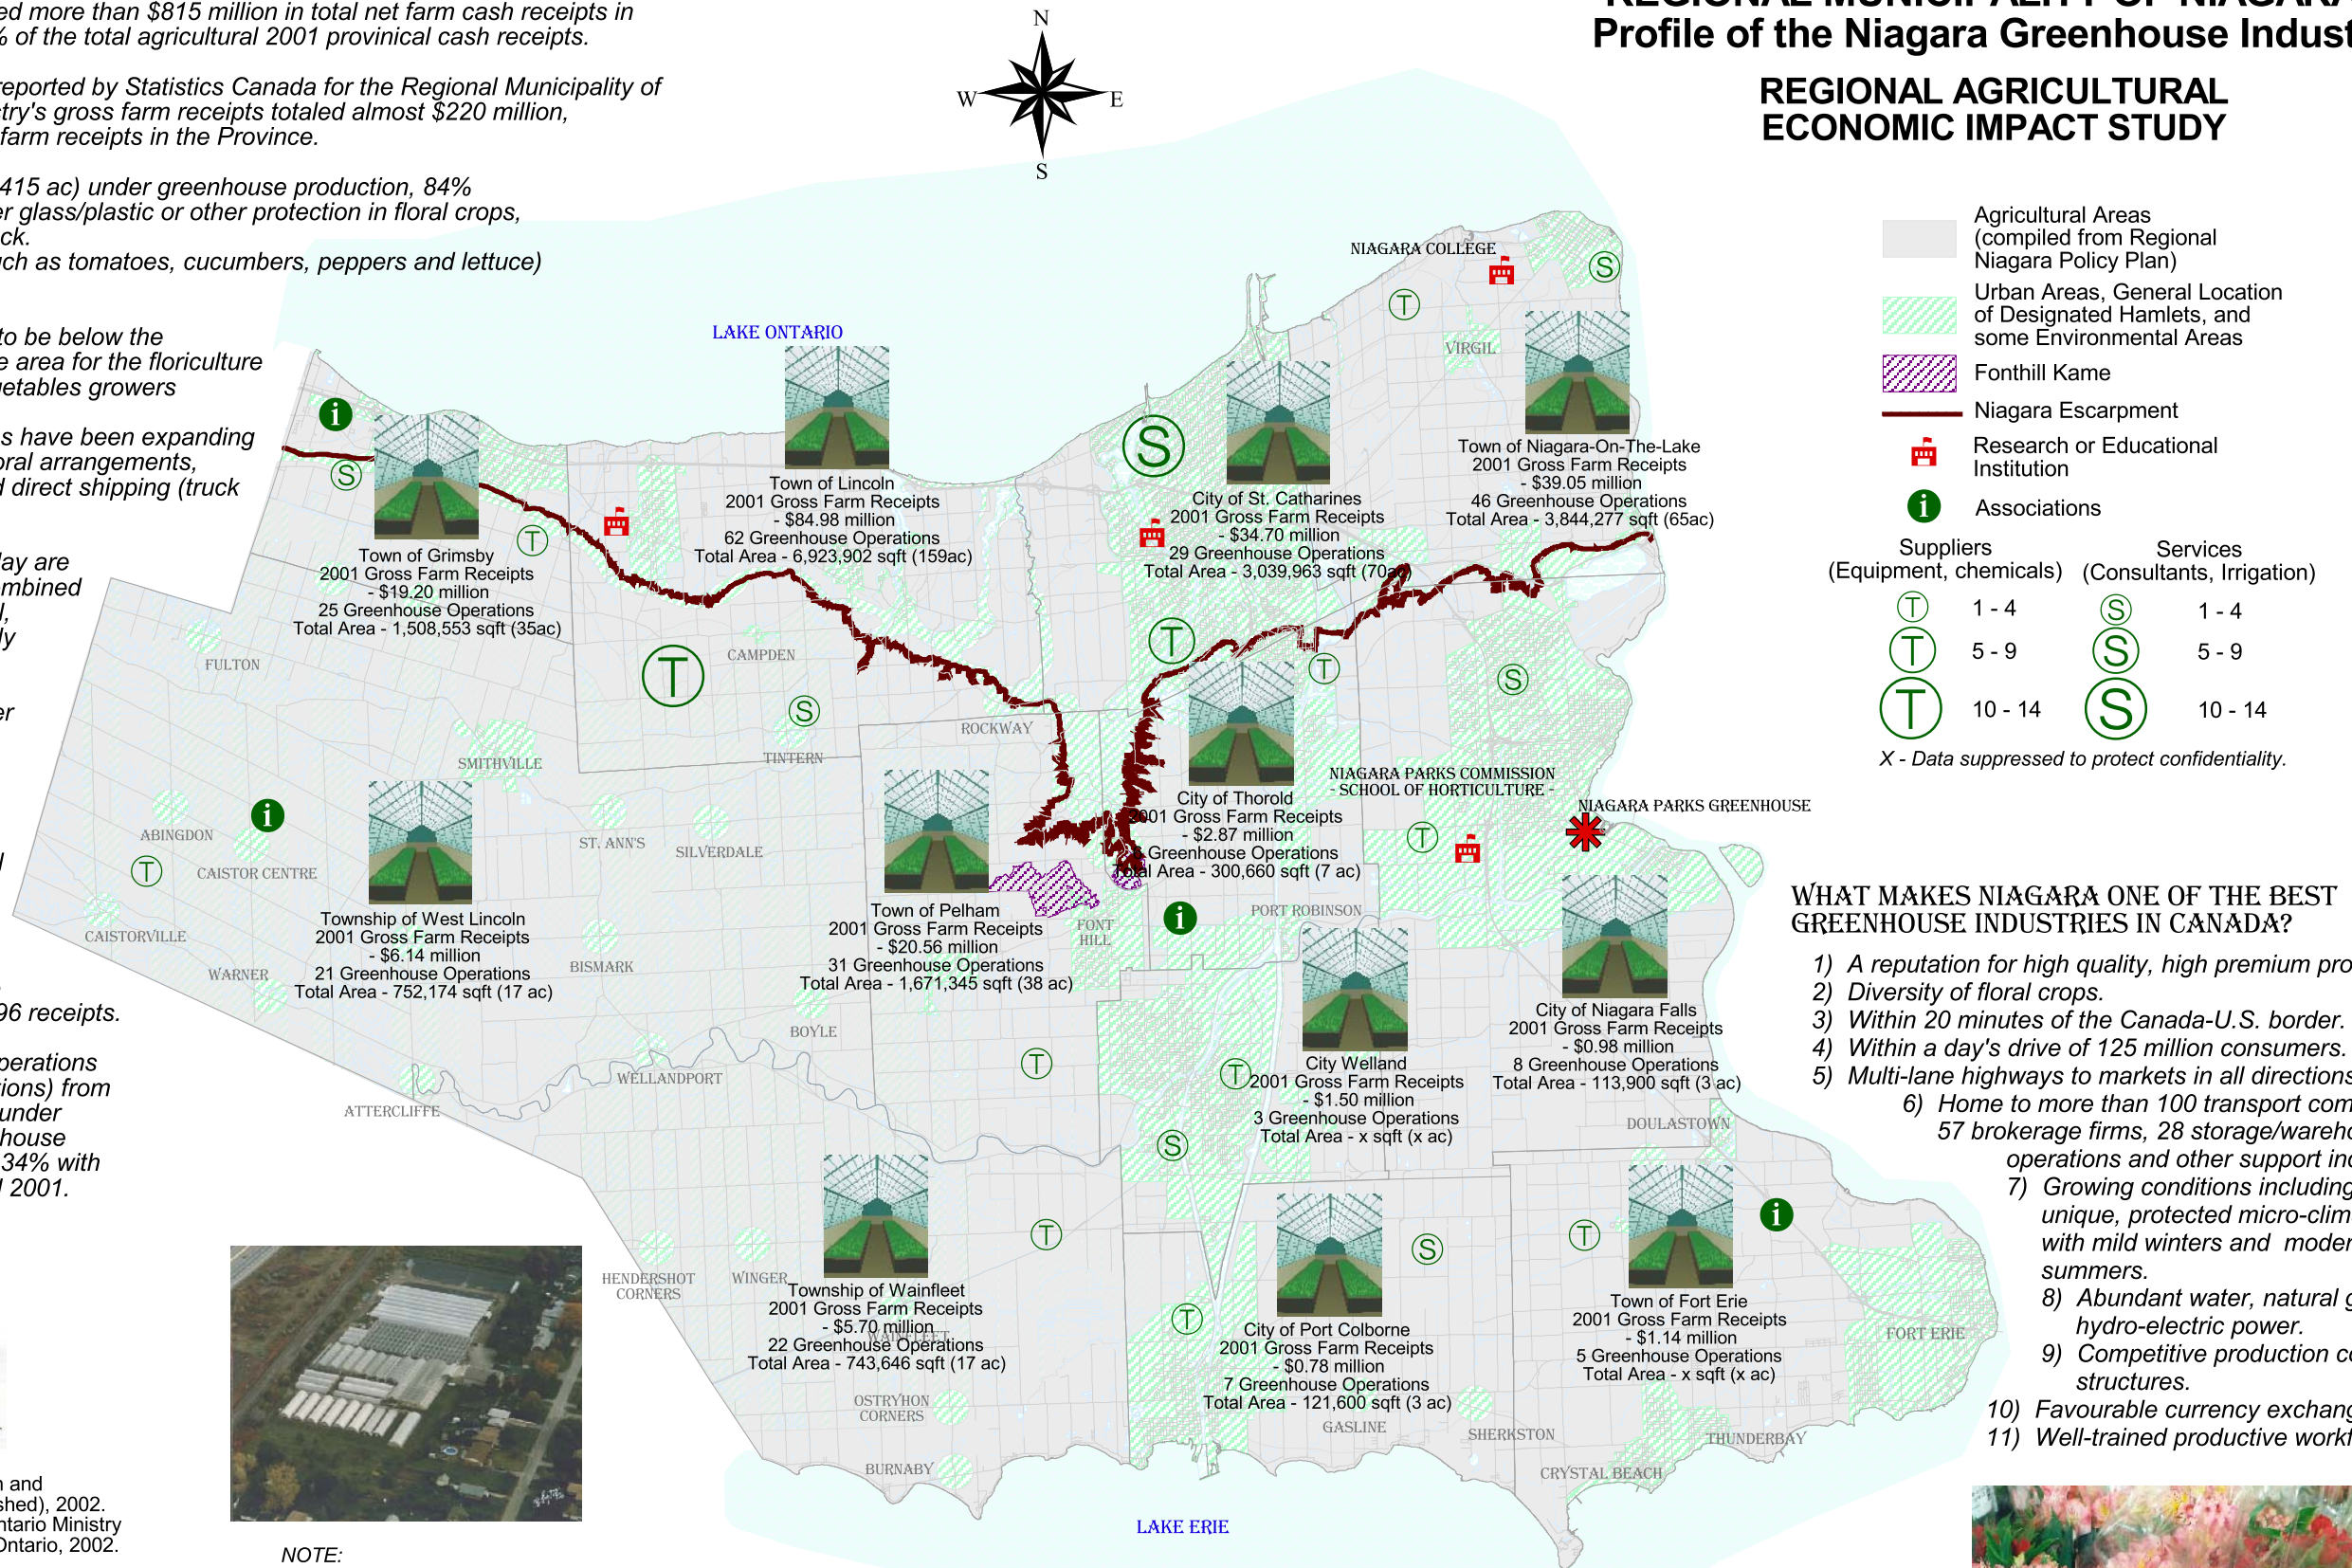 ed more than $815 million in total net farm cash receipts in
% of the total agricultural 2001 provinical cash receipts.
reported by Statistics Canada for the Regional Municipality of
stry's gross farm receipts totaled almost $220 million,
farm receipts in the Province.
415 ac) under greenhouse production, 84%
er glass/plastic or other protection in floral crops,
ck.
uch as tomatoes, cucumbers, peppers and lettuce)
to be below the
e area for the floriculture
getables growers
s have been expanding
oral arrangements,
d direct shipping (truck
day are
ombined
l,
ly
er
d
96 receipts.
perations
tions) from
under
house
34% with
d 2001.
n and
shed), 2002.
ntario Ministry
Ontario, 2002.
NOTE:
N
W
E
S
REGIONAL MUNICIPALITY OF NIAGARA
Profile of the Niagara Greenhouse Indust
REGIONAL AGRICULTURAL
ECONOMIC IMPACT STUDY
Agricultural Areas
(compiled from Regional
Niagara Policy Plan)
Urban Areas, General Location
of Designated Hamlets, and
some Environmental Areas
Fonthill Kame
Niagara Escarpment
Research or Educational
Institution
i Associations
Suppliers
(Equipment, chemicals)
Services
(Consultants, Irrigation)
T 1 - 4 S 1 - 4
T 5 - 9 S 5 - 9
T 10 - 14 S 10 - 14
X - Data suppressed to protect confidentiality.
LAKE ONTARIO
NIAGARA COLLEGE
VIRGIL
Town of Grimsby
2001 Gross Farm Receipts
- $19.20 million
25 Greenhouse Operations
Total Area - 1,508,553 sqft (35ac)
Town of Lincoln
2001 Gross Farm Receipts
- $84.98 million
62 Greenhouse Operations
Total Area - 6,923,902 sqft (159ac)
City of St. Catharines
2001 Gross Farm Receipts
- $34.70 million
29 Greenhouse Operations
Total Area - 3,039,963 sqft (70ac)
Town of Niagara-On-The-Lake
2001 Gross Farm Receipts
- $39.05 million
46 Greenhouse Operations
Total Area - 3,844,277 sqft (65ac)
FULTON
CAMPDEN
ROCKWAY
TINTERN
SMITHVILLE
ABINGDON
CAISTOR CENTRE
ST. ANN'S
SILVERDALE
CAISTORVILLE
WARNER
BISMARK
BOYLE
WELLANDPORT
ATTERCLIFFE
NIAGARA PARKS COMMISSION
- SCHOOL OF HORTICULTURE -
NIAGARA PARKS GREENHOUSE
City of Thorold
2001 Gross Farm Receipts
- $2.87 million
Greenhouse Operations
Total Area - 300,660 sqft (7 ac)
Township of West Lincoln
2001 Gross Farm Receipts
- $6.14 million
21 Greenhouse Operations
Total Area - 752,174 sqft (17 ac)
Town of Pelham
2001 Gross Farm Receipts
- $20.56 million
31 Greenhouse Operations
Total Area - 1,671,345 sqft (38 ac)
FONT
HILL
PORT ROBINSON
City of Niagara Falls
2001 Gross Farm Receipts
- $0.98 million
8 Greenhouse Operations
Total Area - 113,900 sqft (3 ac)
City Welland
2001 Gross Farm Receipts
- $1.50 million
3 Greenhouse Operations
Total Area - x sqft (x ac)
DOULASTOWN
HENDERSHOT
CORNERS
WINGER
Township of Wainfleet
2001 Gross Farm Receipts
- $5.70 million
WAINFLEET
22 Greenhouse Operations
Total Area - 743,646 sqft (17 ac)
OSTRYHON
CORNERS
BURNABY
City of Port Colborne
2001 Gross Farm Receipts
- $0.78 million
7 Greenhouse Operations
Total Area - 121,600 sqft (3 ac)
GASLINE
SHERKSTON
Town of Fort Erie
2001 Gross Farm Receipts
- $1.14 million
5 Greenhouse Operations
Total Area - x sqft (x ac)
FORT ERIE
THUNDERBAY
CRYSTAL BEACH
LAKE ERIE
WHAT MAKES NIAGARA ONE OF THE BEST
GREENHOUSE INDUSTRIES IN CANADA?
1) A reputation for high quality, high premium pro
2) Diversity of floral crops.
3) Within 20 minutes of the Canada-U.S. border.
4) Within a day's drive of 125 million consumers.
5) Multi-lane highways to markets in all directions
6) Home to more than 100 transport com
57 brokerage firms, 28 storage/wareho
operations and other support ind
7) Growing conditions including
unique, protected micro-clim
with mild winters and moder
summers.
8) Abundant water, natural g
hydro-electric power.
9) Competitive production co
structures.
10) Favourable currency exchang
11) Well-trained productive workf